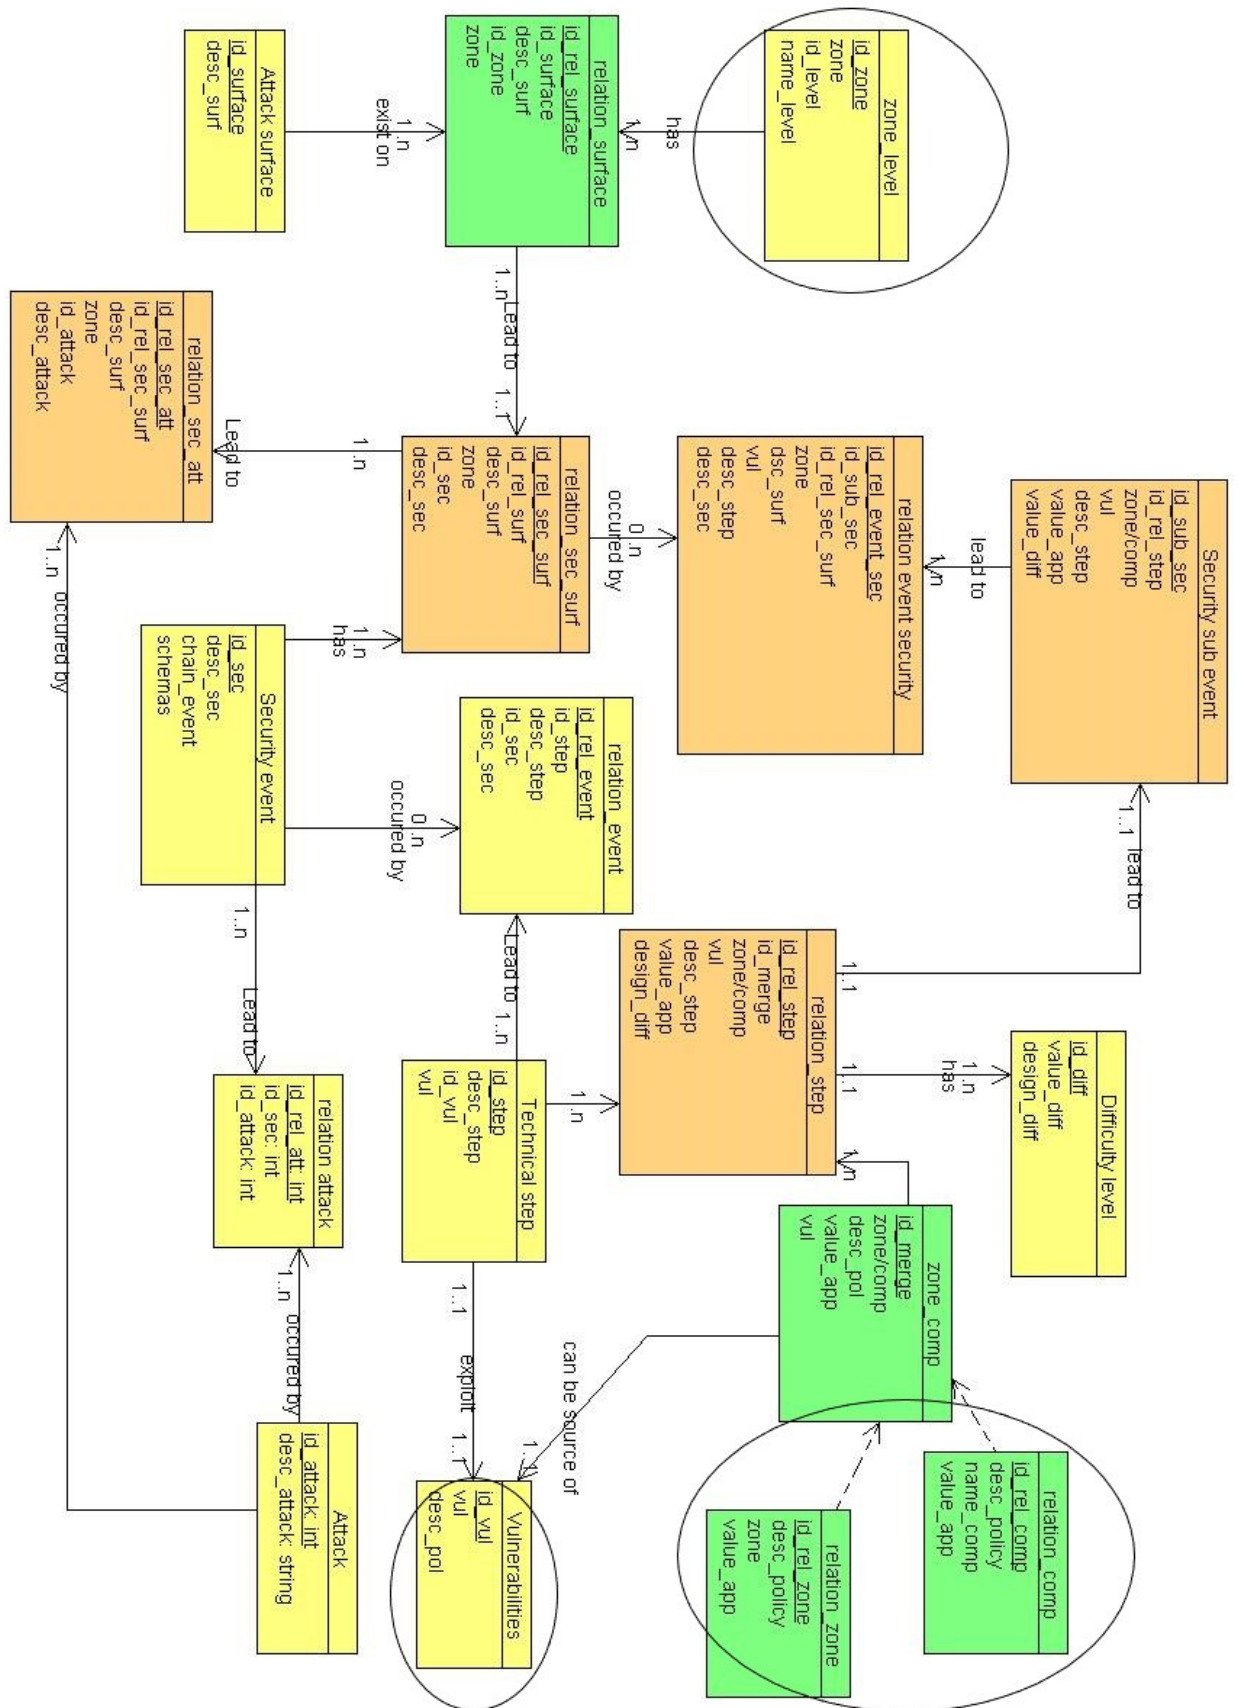 zone_level
id_zone
zone
id_level
name_level
has
1..n
relation_surface
id_rel_surface
id_surface
desc_surf
id_zone
zone
1..n
exist on
Attack surface
id_surface
desc_surf
1..n
Lead to
1..1
Security sub event
id_sub_sec
id_rel_step
zone/comp
vul
desc_step
value_app
value_diff
lead to
1..n
relation event security
id_rel_event_sec
id_sub_sec
id_rel_sec_surf
zone
dsc_surf
vul
desc_step
desc_sec
0..n
occured by
relation_sec_surf
id_rel_sec_surf
id_rel_surf
desc_surf
zone
id_sec
desc_sec
1..n
Lead to
relation_sec_att
id_rel_sec_att
id_rel_sec_surf
desc_surf
zone
id_attack
desc_attack
1..n
occured by
1..n
has
Security event
id_sec
desc_sec
chain_event
schemas
0..n
occured by
relation_event
id_rel_event
id_step
desc_step
id_sec
desc_sec
1..1
lead to
1..1
relation_step
id_rel_step
id_merge
zone/comp
vul
desc_step
value_app
design_diff
1..1
1..n
has
Difficulty level
id_diff
value_diff
design_diff
Lead to
1..n
Technical step
id_step
desc_step
id_vul
vul
1..n
1..n
Lead to
relation attack
id_rel_att: int
id_sec: int
id_attack: int
1..n
occured by
Attack
id_attack: int
desc_attack: string
1..n
zone_comp
id_merge
zone/comp
desc_pol
value_app
vul
can be source of
1..1
1..1
exploit
1..1
Vulnerabilities
id_vul
vul
desc_pol
relation_comp
id_rel_comp
desc_policy
name_comp
value_app
relation_zone
id_rel_zone
desc_policy
zone
value_app